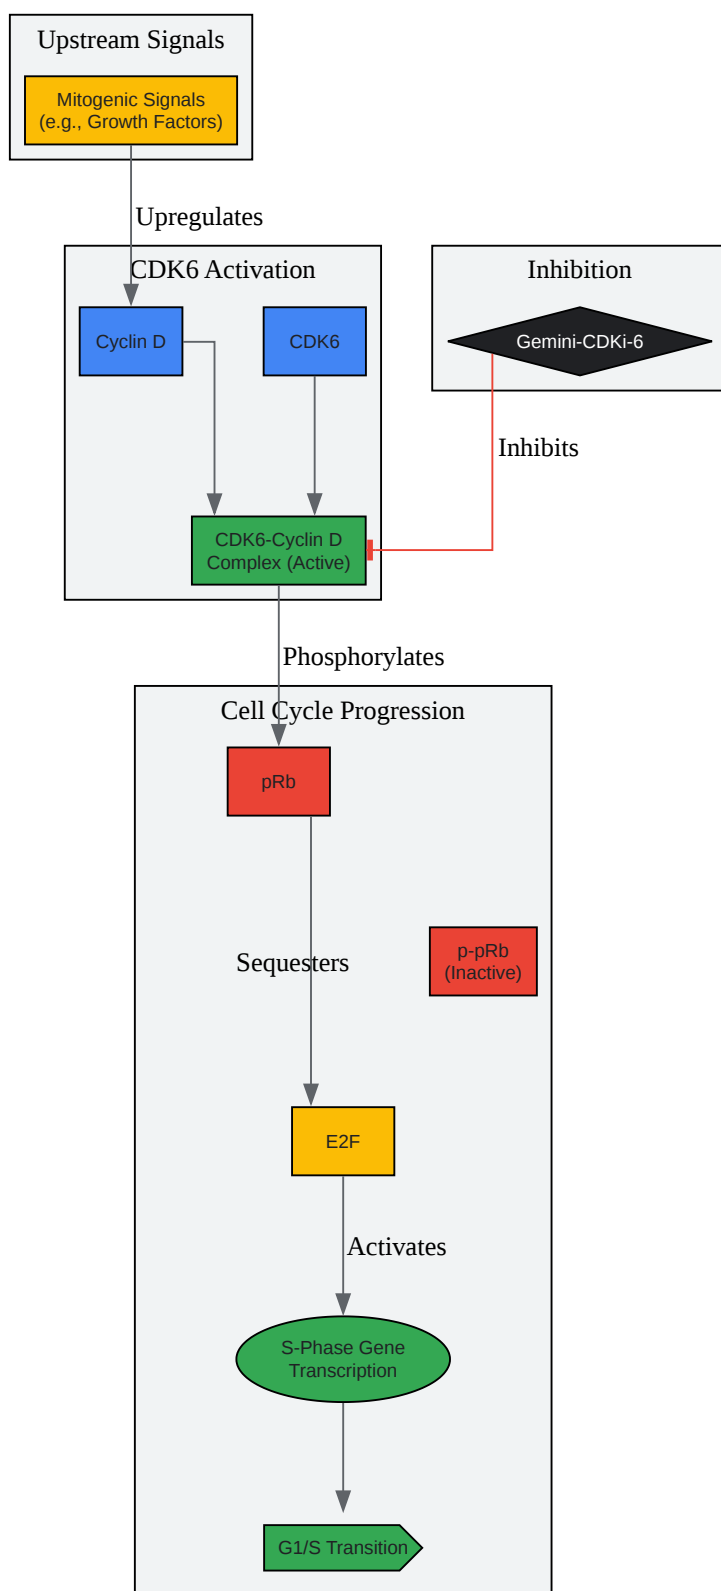 Upstream Signals
Mitogenic Signals
(e.g., Growth Factors)
Upregulates
CDK6 Activation
Inhibition
Cyclin D
CDK6
Gemini-CDKi-6
Inhibits
CDK6-Cyclin D
Complex (Active)
Phosphorylates
Cell Cycle Progression
pRb
p-pRb
(Inactive)
Sequesters
E2F
Activates
S-Phase Gene
Transcription
G1/S Transition